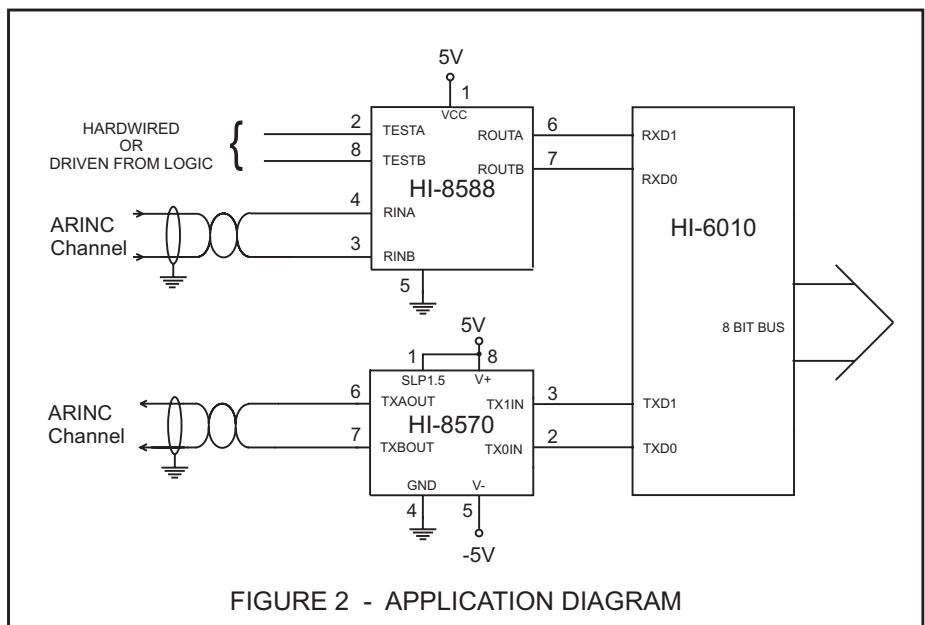 5V
1
VCC
HARDWIRED
OR
DRIVEN FROM LOGIC
{
2
TESTA
8
TESTB
ROUTA
6
RXD1
ROUTB
7
RXD0
HI-8588
HI-6010
ARINC
Channel
4
RINA
3
RINB
5
8 BIT BUS
5V
1
8
SLP1.5
V+
ARINC
Channel
6
TXAOUT
7
TXBOUT
HI-8570
TX1IN
3
TXD1
TX0IN
2
TXD0
GND
V-
4
5
-5V
FIGURE 2 - APPLICATION DIAGRAM